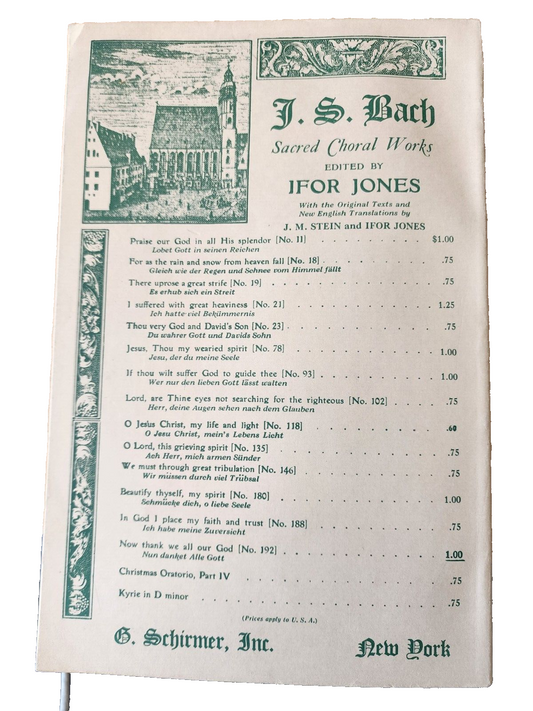 J. S. Bach
Sacred Choral Works
EDITED BY
IFOR JONES
With the Original Texts and
New English Translations by
J. M. STEIN and IFOR JONES
Praise our God in all His splendor [No. 11] . . . . . . . . . . $1.00
Lobet Gott in seinen Reichen
For as the rain and snow from heaven fall [No. 18] . . . . . . . . . .75
Gleich wie der Regen und Schnee vom Himmel fällt
There uprose a great strife [No. 19] . . . . . . . . . . . .75
Es erhub sich ein Streit
I suffered with great heaviness [No. 21] . . . . . . . . . . . 1.25
Ich hatte viel Bekümmernis
Thou very God and David's Son [No. 23] . . . . . . . . . . . .75
Du wahrer Gott und Davids Sohn
Jesus, Thou my wearied spirit [No. 78] . . . . . . . . . . . 1.00
Jesu, der du meine Seele
If thou wilt suffer God to guide thee [No. 93] . . . . . . . . . . 1.00
Wer nur den lieben Gott lässt walten
Lord, are Thine eyes not searching for the righteous [No. 102] . . . . .75
Herr, deine Augen sehen nach dem Glauben
O Jesus Christ, my life and light [No. 118] . . . . . . . . . . .60
O Jesu Christ, mein's Lebens Licht
O Lord, this grieving spirit [No. 135] . . . . . . . . . . . .75
Ach Herr, mich armen Sünder
We must through great tribulation [No. 146] . . . . . . . . . . .75
Wir müssen durch viel Trübsal
Beautify thyself, my spirit [No. 180] . . . . . . . . . . . 1.00
Schmücke dich, o liebe Seele
In God I place my faith and trust [No. 188] . . . . . . . . . . .75
Ich habe meine Zuversicht
Now thank we all our God [No. 192] . . . . . . . . . . . 1.00
Nun danket Alle Gott
Christmas Oratorio, Part IV . . . . . . . . . . . . .75
Kyrie in D minor . . . . . . . . . . . . . . .75
(Prices apply to U. S. A.)
G. Schirmer, Inc. New York